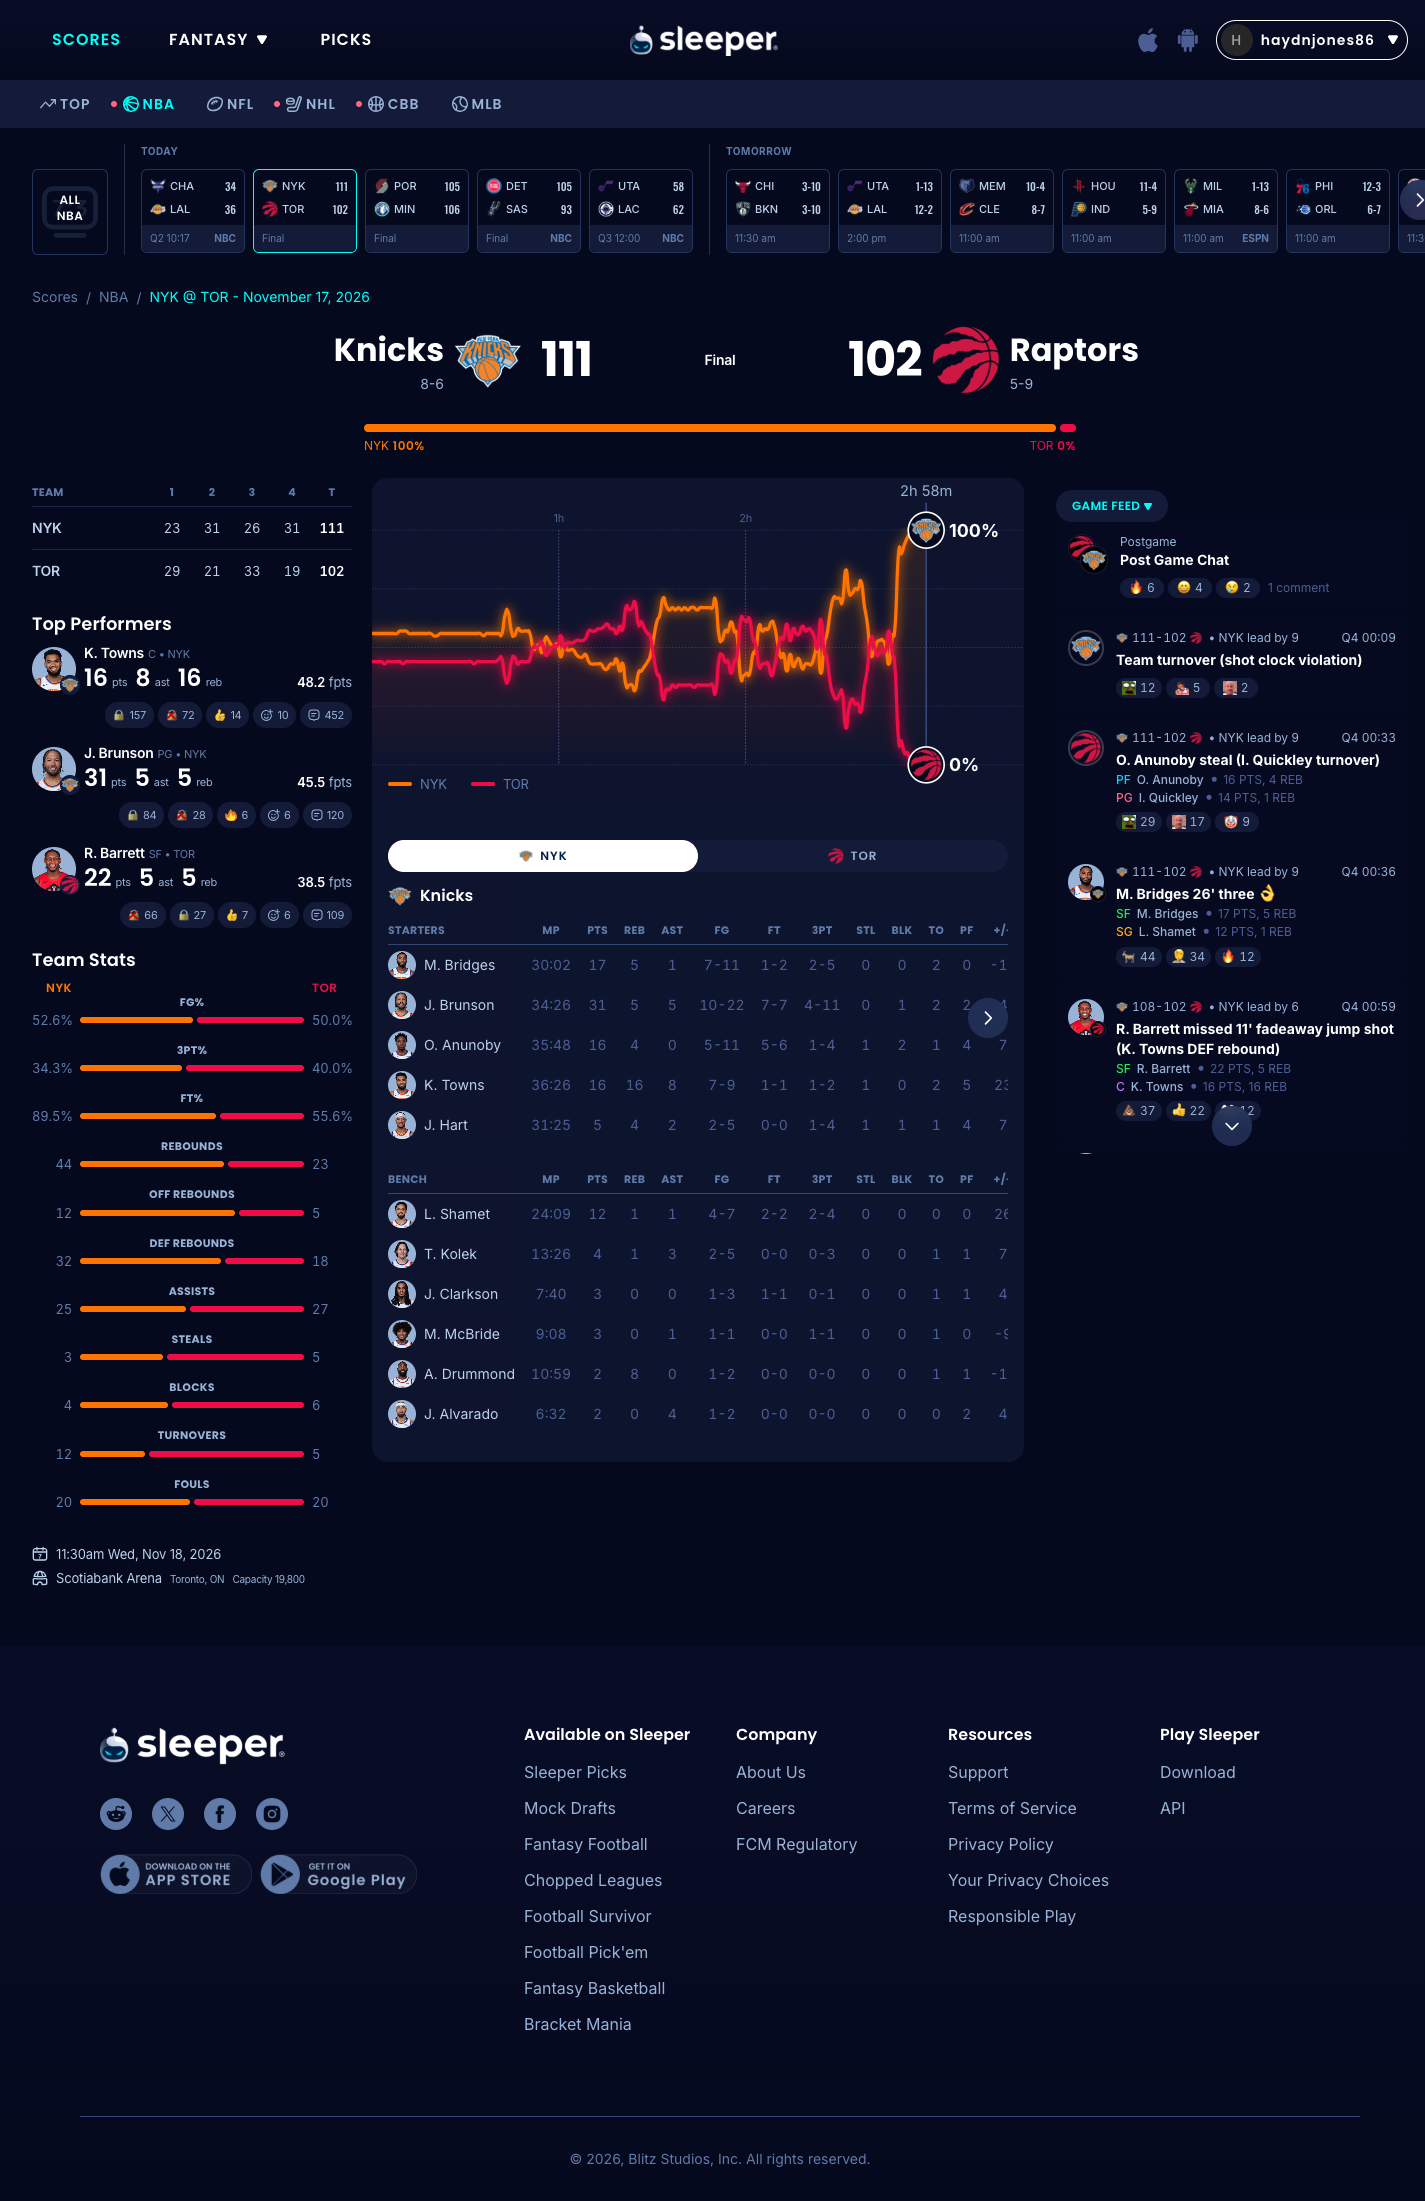 SCORES FANTASY PICKS sleeper H haydnjones86
TOP NBA NFL NHL CBB MLB
TODAY TOMORROW
ALL NBA
CHA 34
LAL 36
Q2 10:17 NBC
NYK 111
TOR 102
Final
POR 105
MIN 106
Final
DET 105
SAS 93
Final NBC
UTA 58
LAC 62
Q3 12:00 NBC
CHI 3-10
BKN 3-10
11:30 am
UTA 1-13
LAL 12-2
2:00 pm
MEM 10-4
CLE 8-7
11:00 am
HOU 11-4
IND 5-9
11:00 am
MIL 1-13
MIA 8-6
11:00 am ESPN
PHI 12-3
ORL 6-7
11:00 am
Scores / NBA / NYK @ TOR - November 17, 2026
Knicks 111 Final 102 Raptors
8-6 5-9
NYK 100% TOR 0%
TEAM 1 2 3 4 T
NYK 23 31 26 31 111
TOR 29 21 33 19 102
Top Performers
K. Towns C • NYK
16 pts 8 ast 16 reb 48.2 fpts
157 72 14 10 452
J. Brunson PG • NYK
31 pts 5 ast 5 reb 45.5 fpts
84 28 6 6 120
R. Barrett SF • TOR
22 pts 5 ast 5 reb 38.5 fpts
66 27 7 6 109
Team Stats
NYK TOR
FG%
52.6% 50.0%
3PT%
34.3% 40.0%
FT%
89.5% 55.6%
REBOUNDS
44 23
OFF REBOUNDS
12 5
DEF REBOUNDS
32 18
ASSISTS
25 27
STEALS
3 5
BLOCKS
4 6
TURNOVERS
12 5
FOULS
20 20
11:30am Wed, Nov 18, 2026
Scotiabank Arena Toronto, ON Capacity 19,800
2h 58m
1h 2h
100%
0%
NYK TOR
NYK TOR
Knicks
STARTERS MP PTS REB AST FG FT 3PT STL BLK TO PF +/-
M. Bridges 30:02 17 5 1 7-11 1-2 2-5 0 0 2 0
J. Brunson 34:26 31 5 5 10-22 7-7 4-11 0 1 2 2
O. Anunoby 35:48 16 4 0 5-11 5-6 1-4 1 2 1 4 7
K. Towns 36:26 16 16 8 7-9 1-1 1-2 1 0 2 5 23
J. Hart 31:25 5 4 2 2-5 0-0 1-4 1 1 1 4 7
BENCH MP PTS REB AST FG FT 3PT STL BLK TO PF +/-
L. Shamet 24:09 12 1 1 4-7 2-2 2-4 0 0 0 0 26
T. Kolek 13:26 4 1 3 2-5 0-0 0-3 0 0 1 1 7
J. Clarkson 7:40 3 0 0 1-3 1-1 0-1 0 0 1 1 4
M. McBride 9:08 3 0 1 1-1 0-0 1-1 0 0 1 0 -9
A. Drummond 10:59 2 8 0 1-2 0-0 0-0 0 0 1 1
J. Alvarado 6:32 2 0 4 1-2 0-0 0-0 0 0 0 2 4
GAME FEED
Postgame
Post Game Chat
6 4 2 1 comment
111-102 • NYK lead by 9 Q4 00:09
Team turnover (shot clock violation)
12 5 2
111-102 • NYK lead by 9 Q4 00:33
O. Anunoby steal (I. Quickley turnover)
PF O. Anunoby • 16 PTS, 4 REB
PG I. Quickley • 14 PTS, 1 REB
29 17 9
111-102 • NYK lead by 9 Q4 00:36
M. Bridges 26' three 👌
SF M. Bridges • 17 PTS, 5 REB
SG L. Shamet • 12 PTS, 1 REB
44 34 12
108-102 • NYK lead by 6 Q4 00:59
R. Barrett missed 11' fadeaway jump shot
(K. Towns DEF rebound)
SF R. Barrett • 22 PTS, 5 REB
C K. Towns • 16 PTS, 16 REB
37 22 12
sleeper
DOWNLOAD ON THE
APP STORE
GET IT ON
Google Play
Available on Sleeper
Sleeper Picks
Mock Drafts
Fantasy Football
Chopped Leagues
Football Survivor
Football Pick'em
Fantasy Basketball
Bracket Mania
Company
About Us
Careers
FCM Regulatory
Resources
Support
Terms of Service
Privacy Policy
Your Privacy Choices
Responsible Play
Play Sleeper
Download
API
© 2026, Blitz Studios, Inc. All rights reserved.